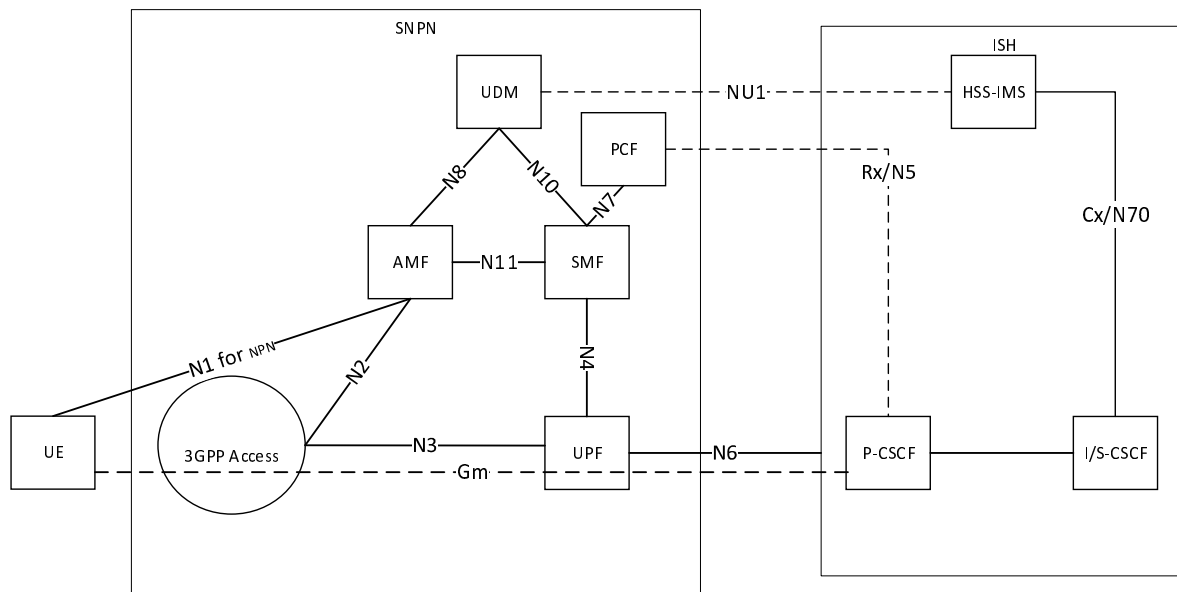 SNPN
ISH
UDM
NU1
HSS-IMS
PCF
Rx/N5
N8
N10
N7
Cx/N70
AMF
N11
SMF
N1 for NPN
N2
N4
UE
3GPP Access
N3
UPF
N6
P-CSCF
I/S-CSCF
Gm